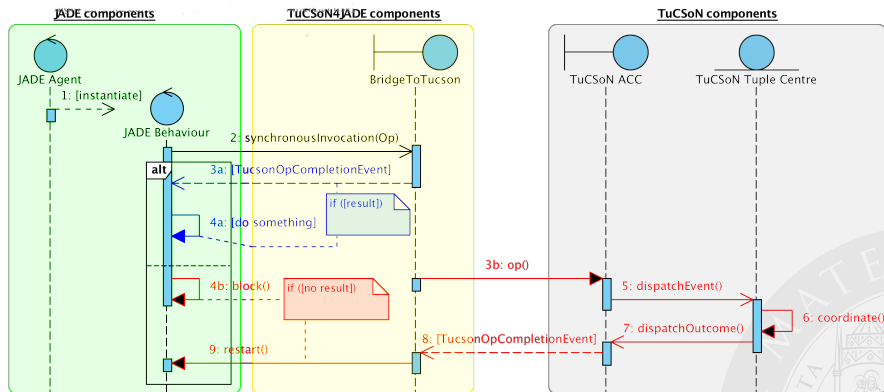 JADE components
TuCSoN4JADE components
TuCSoN components
JADE Agent
BridgeToTucson
TuCSoN ACC
TuCSoN Tuple Centre
1: [instantiate]
JADE Behaviour
2: synchronousInvocation(Op)
alt
3a: [TucsonOpCompletionEvent]
if ([result])
4a: [do something]
3b: op()
4b: block()
if ([no result])
5: dispatchEvent()
6: coordinate()
7: dispatchOutcome()
8: [TucsonOpCompletionEvent]
9: restart()
MATE
TA